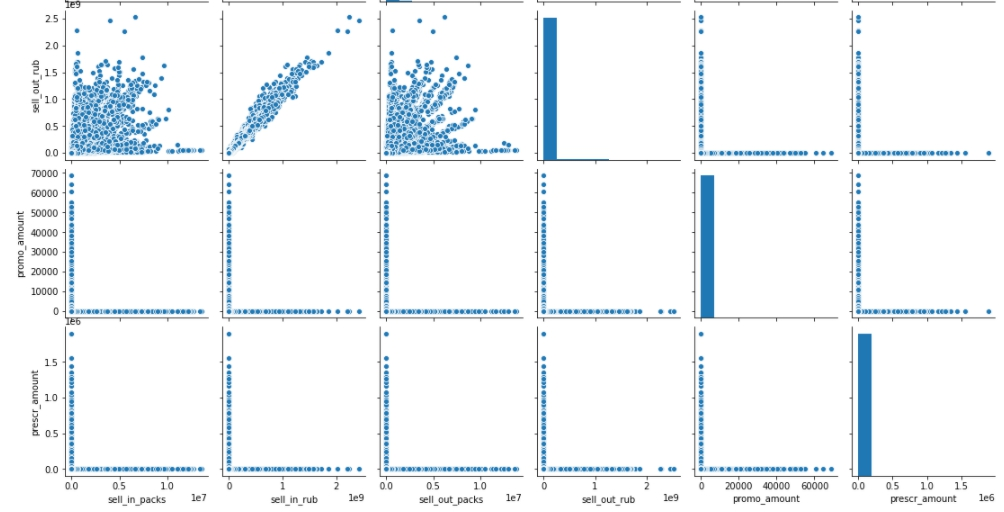 1e9
2.5
2.0
1.5
1.0
0.5
0.0
sell_out_rub
70000
60000
50000
40000
30000
20000
10000
0
promo_amount
1e6
1.5
1.0
0.5
0.0
prescr_amount
0.0 0.5 1.0 1e7
sell_in_packs
0 1 2 1e9
sell_in_rub
0.0 0.5 1.0 1e7
sell_out_packs
0 1 2 1e9
sell_out_rub
0 20000 40000 60000
promo_amount
0.0 0.5 1.0 1.5 1e6
prescr_amount